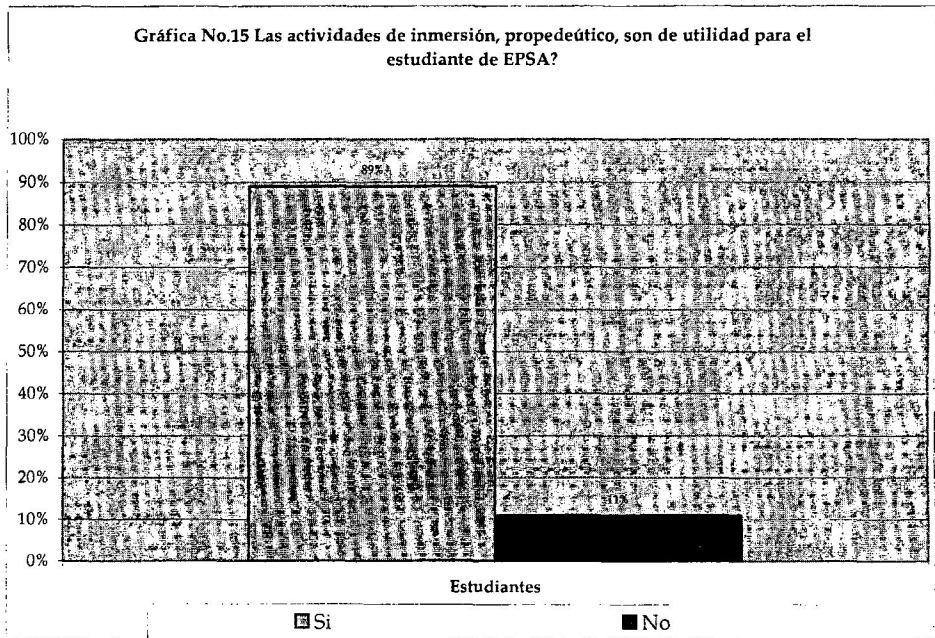 Gráfica No.15 Las actividades de inmersión, propedeútico, son de utilidad para el
estudiante de EPSA?
100%
90%
80%
70%
60%
50%
40%
30%
20%
10%
0%
89%
11%
Estudiantes
Si
No